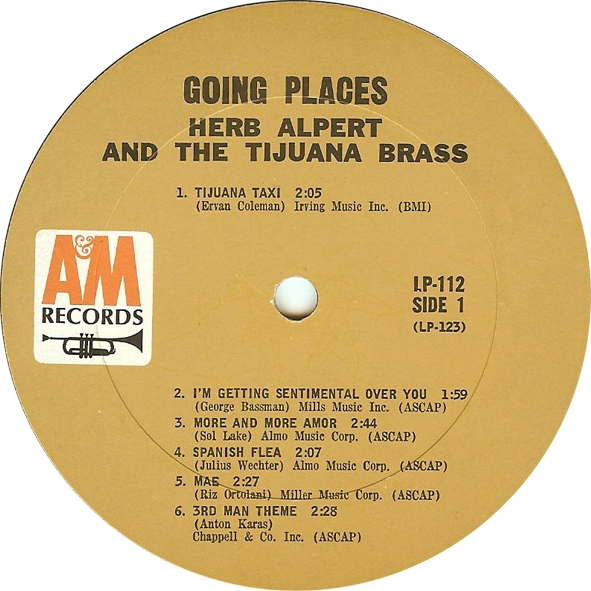 GOING PLACES
HERB ALPERT
AND THE TIJUANA BRASS
1. TIJUANA TAXI 2:05
(Ervan Coleman) Irving Music Inc. (BMI)
A&M
RECORDS
LP-112
SIDE 1
(LP-123)
2. I'M GETTING SENTIMENTAL OVER YOU 1:59
(George Bassman) Mills Music Inc. (ASCAP)
3. MORE AND MORE AMOR 2:44
(Sol Lake) Almo Music Corp. (ASCAP)
4. SPANISH FLEA 2:07
(Julius Wechter) Almo Music Corp. (ASCAP)
5. MAE 2:27
(Riz Ortolani) Miller Music Corp. (ASCAP)
6. 3RD MAN THEME 2:28
(Anton Karas)
Chappell & Co. Inc. (ASCAP)